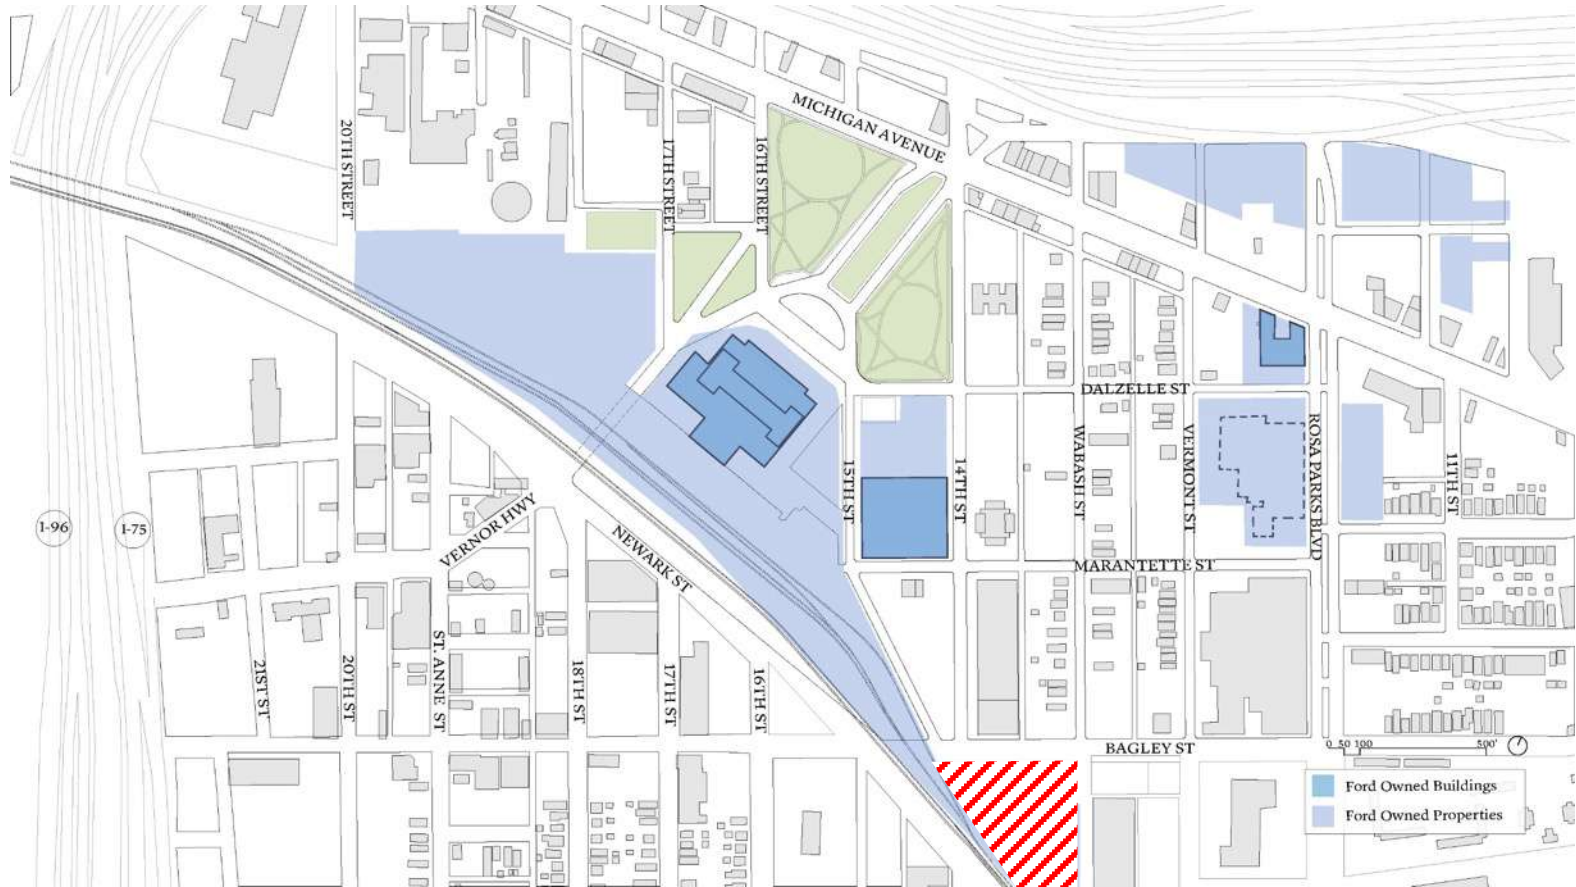 MICHIGAN AVENUE
20TH STREET
17TH STREET
16TH STREET
DALZELLE ST
ROSA PARKS BLVD
WABASH ST
VERMONT ST
11TH ST
15TH ST
14TH ST
I-96
I-75
VERNOR HWY
NEWARK ST
MARANTETTE ST
21ST ST
20TH ST
ST. ANNE ST
18TH ST
17TH ST
16TH ST
BAGLEY ST
0 50 100 500'
Ford Owned Buildings
Ford Owned Properties